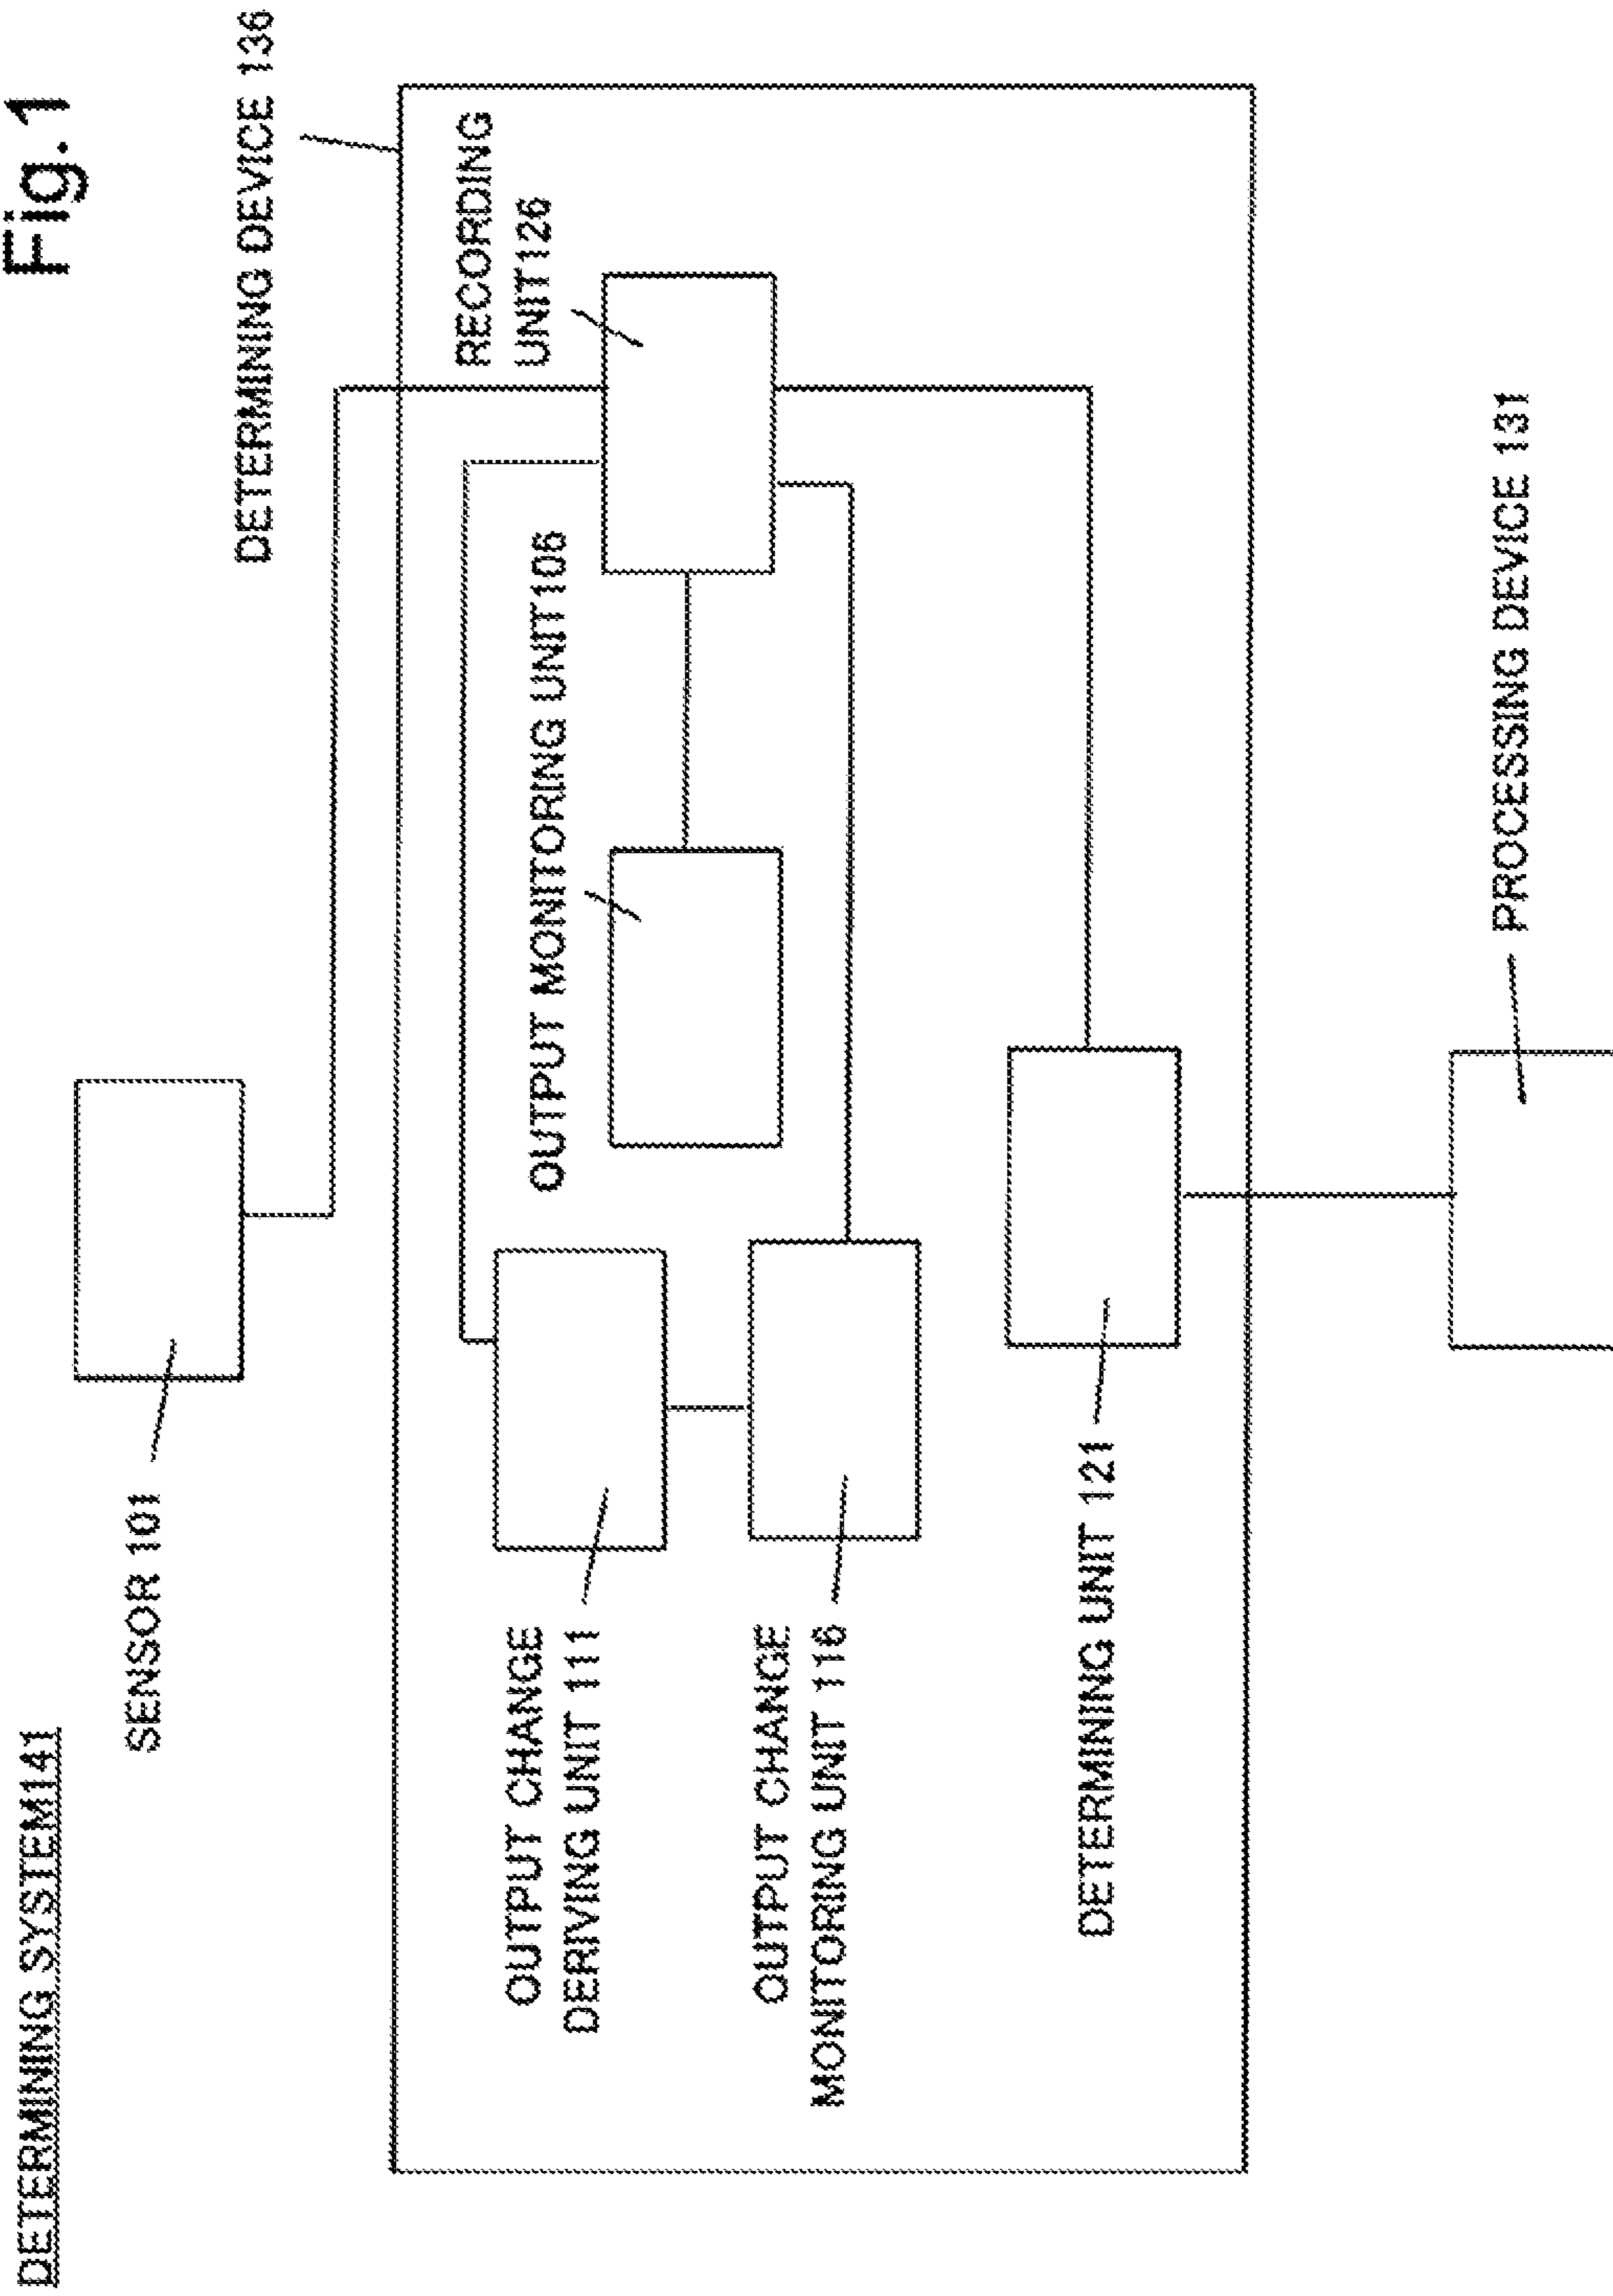 Fig.1
DETERMINING SYSTEM141
SENSOR 101
DETERMINING DEVICE 136
RECORDING
UNIT126
OUTPUT MONITORING UNIT106
OUTPUT CHANGE
DERIVING UNIT 111
OUTPUT CHANGE
MONITORING UNIT 116
DETERMINING UNIT 121
PROCESSING DEVICE 131